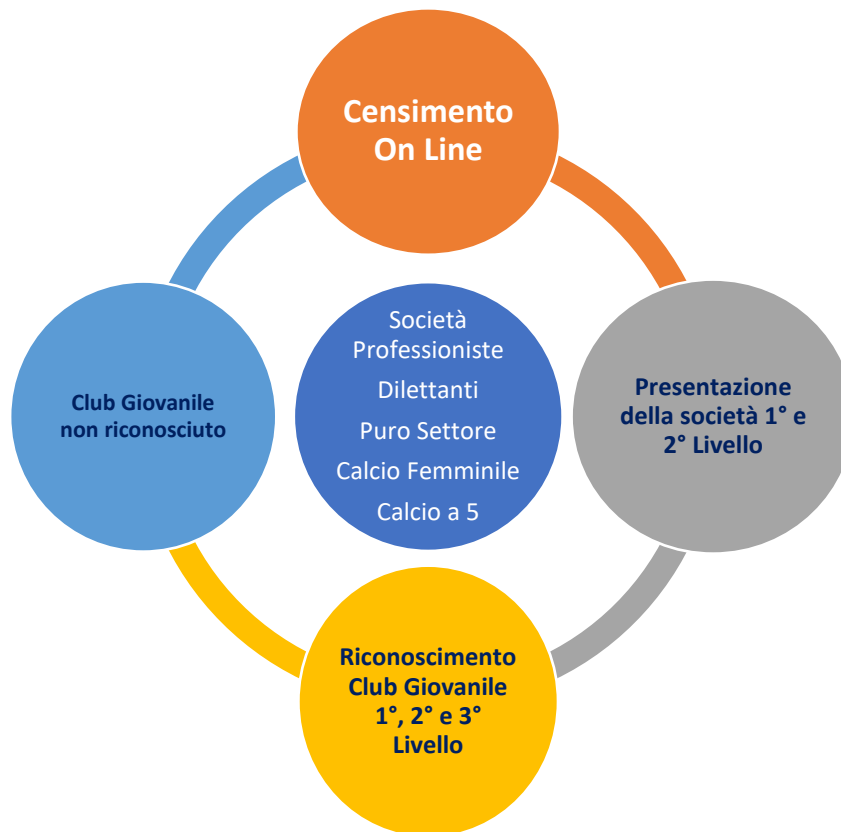 Censimento
On Line
Club Giovanile
non riconosciuto
Società
Professioniste
Dilettanti
Puro Settore
Calcio Femminile
Calcio a 5
Presentazione
della società 1° e
2° Livello
Riconoscimento
Club Giovanile
1°, 2° e 3°
Livello